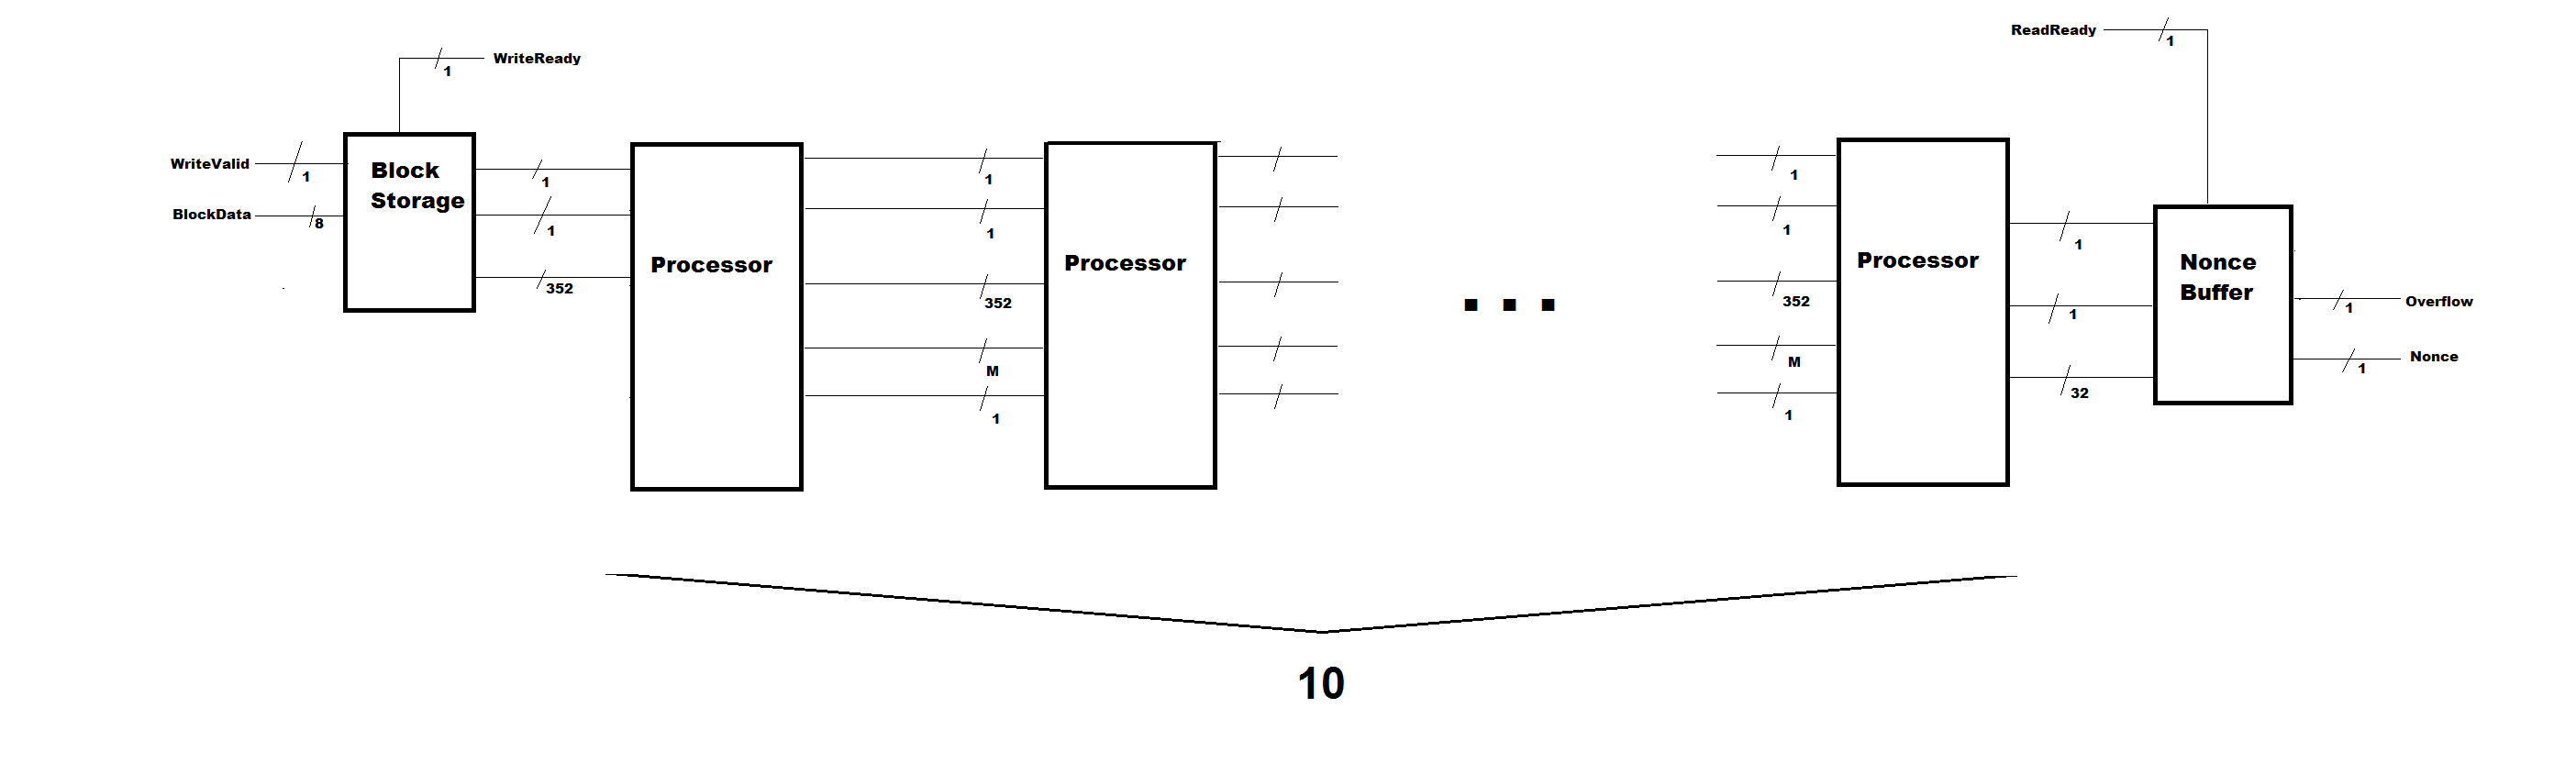 ReadReady
1
WriteReady
1
WriteValid
1
BlockData
8
Block
Storage
1
1
352
Processor
1
1
352
M
1
Processor
1
1
352
M
1
Processor
1
1
32
Nonce
Buffer
Overflow
1
Nonce
1
10